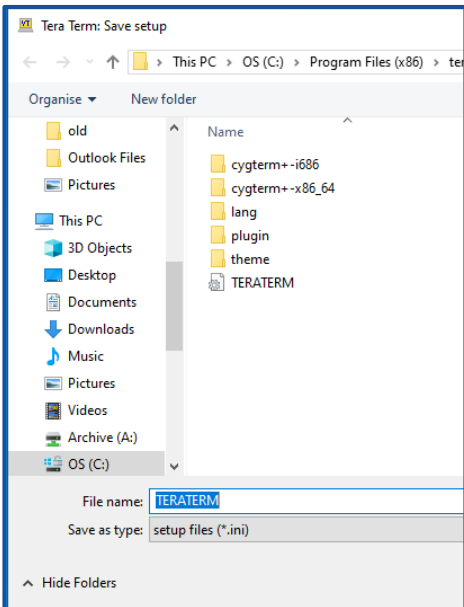 VT Tera Term: Save setup
This PC > OS (C:) > Program Files (x86) > ter
Organise New folder
old
Outlook Files
Pictures
This PC
3D Objects
Desktop
Documents
Downloads
Music
Pictures
Videos
Archive (A:)
OS (C:)
Name
cygterm+-i686
cygterm+-x86_64
lang
plugin
theme
TERATERM
File name: TERATERM
Save as type: setup files (*.ini)
Hide Folders